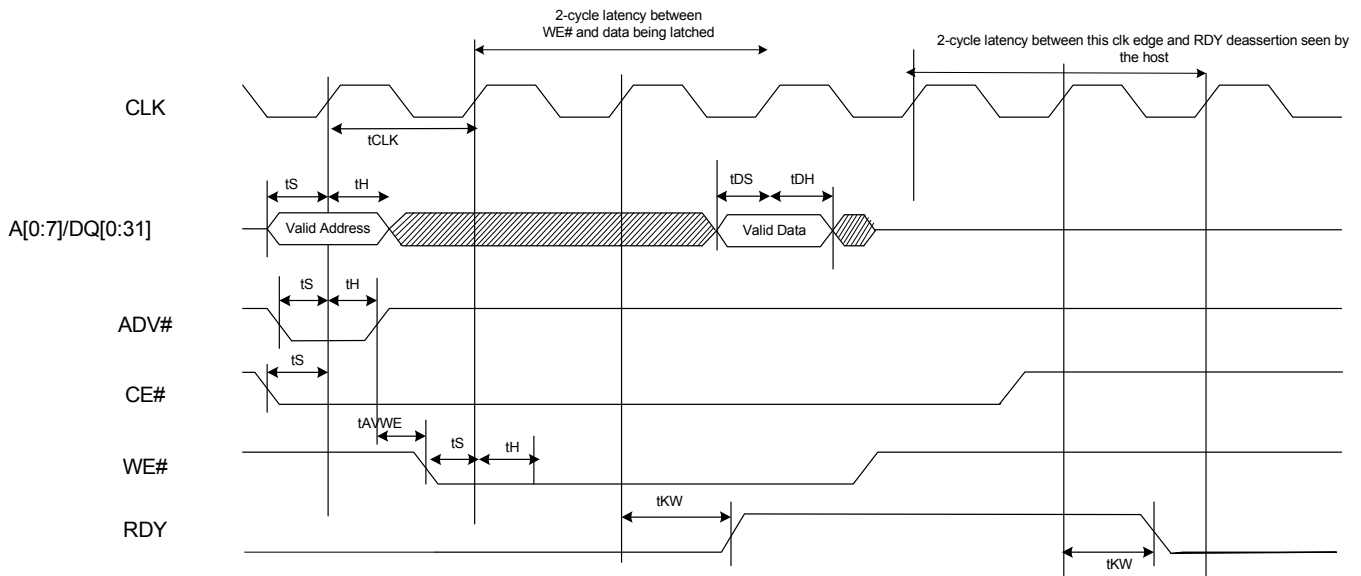 2-cycle latency between
WE# and data being latched
2-cycle latency between this clk edge and RDY deassertion seen by
the host
CLK
tCLK
tS
tH
tDS
tDH
A[0:7]/DQ[0:31]
Valid Address
Valid Data
tS
tH
ADV#
tS
CE#
tAVWE
tS
tH
WE#
tKW
RDY
tKW